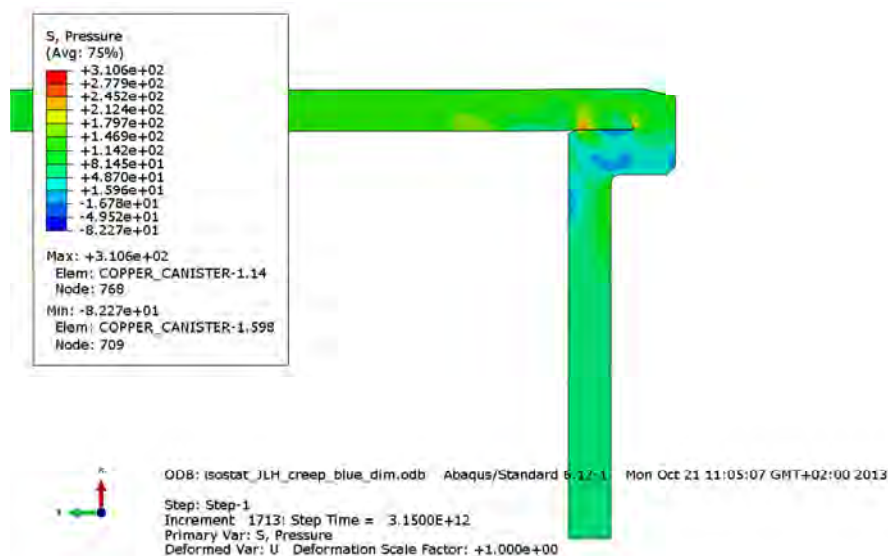 S, Pressure
(Avg: 75%)
+3.106e+02
+2.779e+02
+2.452e+02
+2.124e+02
+1.797e+02
+1.469e+02
+1.142e+02
+8.145e+01
+4.870e+01
+1.596e+01
-1.678e+01
-4.952e+01
-8.227e+01
Max: +3.106e+02
Elem: COPPER_CANISTER-1.14
Node: 768
Min: -8.227e+01
Elem: COPPER_CANISTER-1.598
Node: 709
ODB: isostat_JLH_creep_blue_dim.odb Abaqus/Standard 6.12-1 Mon Oct 21 11:05:07 GMT+02:00 2013
Step: Step-1
Increment 1713: Step Time = 3.1500E+12
Primary Var: S, Pressure
Deformed Var: U Deformation Scale Factor: +1.000e+00